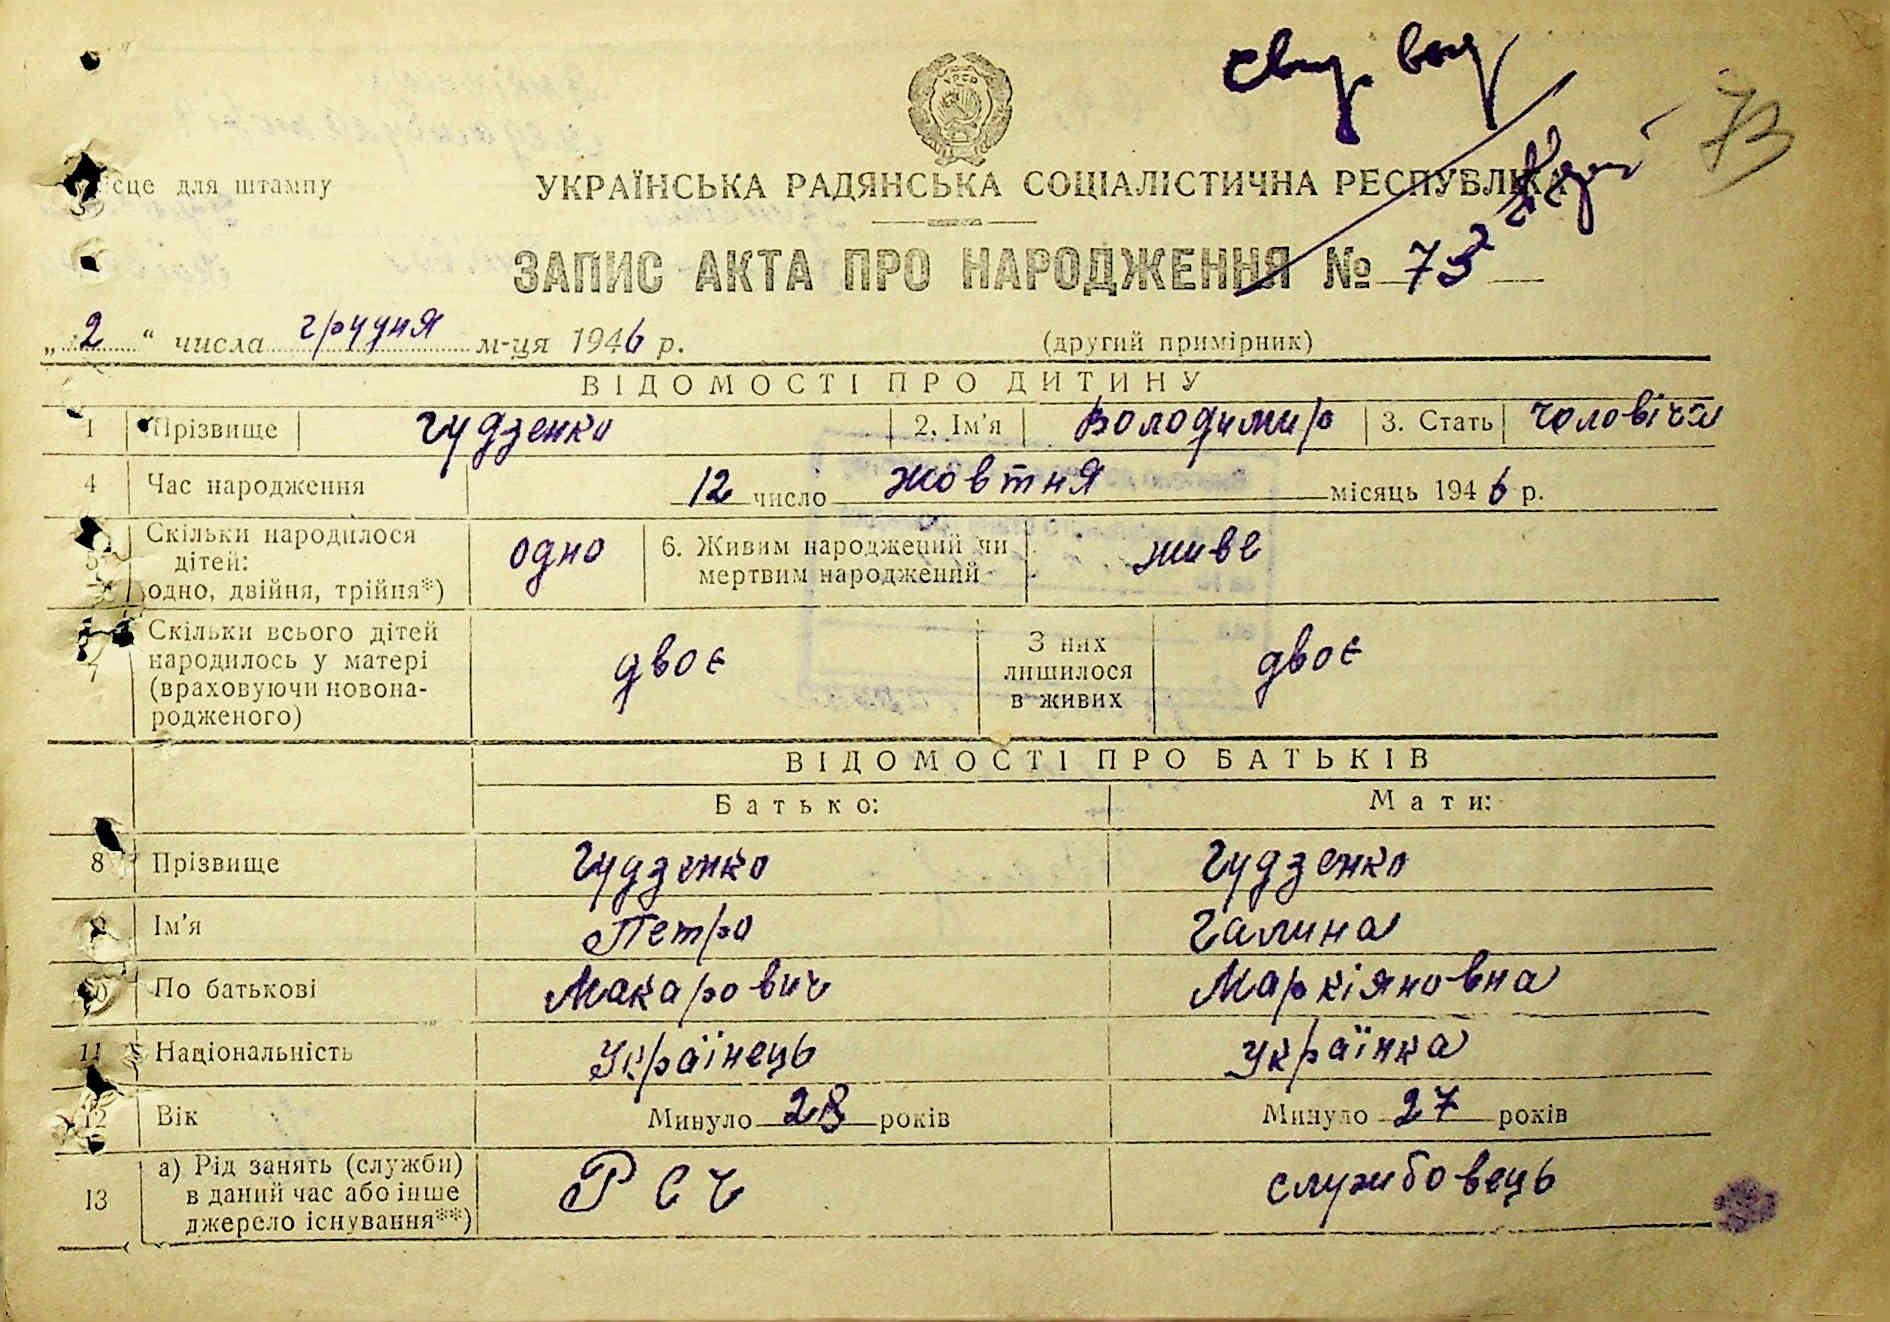 УРСР
73
Місце для штампу
УКРАЇНСЬКА РАДЯНСЬКА СОЦІАЛІСТИЧНА РЕСПУБЛІКА
ЗАПИС АКТА ПРО НАРОДЖЕННЯ № 73
„2“ числа грудня м-ця 1946 р. (другий примірник)
ВІДОМОСТІ ПРО ДИТИНУ
1 Прізвище Гудзенко 2. Ім'я Володимир 3. Стать чоловіча
4 Час народження 12 число жовтня місяць 1946 р.
5 Скільки народилося дітей: одно, двійня, трійня*) одно 6. Живим народжений чи мертвим народжений живе
7 Скільки всього дітей народилось у матері (враховуючи новонародженого) двоє З них лишилося в живих двоє
ВІДОМОСТІ ПРО БАТЬКІВ
Батько: Мати:
8 Прізвище Гудзенко Гудзенко
9 Ім'я Петро Галина
10 По батькові Макарович Маркіяновна
11 Національність Українець Українка
12 Вік Минуло 28 років Минуло 27 років
13 а) Рід занять (служби) в даний час або інше джерело існування**) службовець